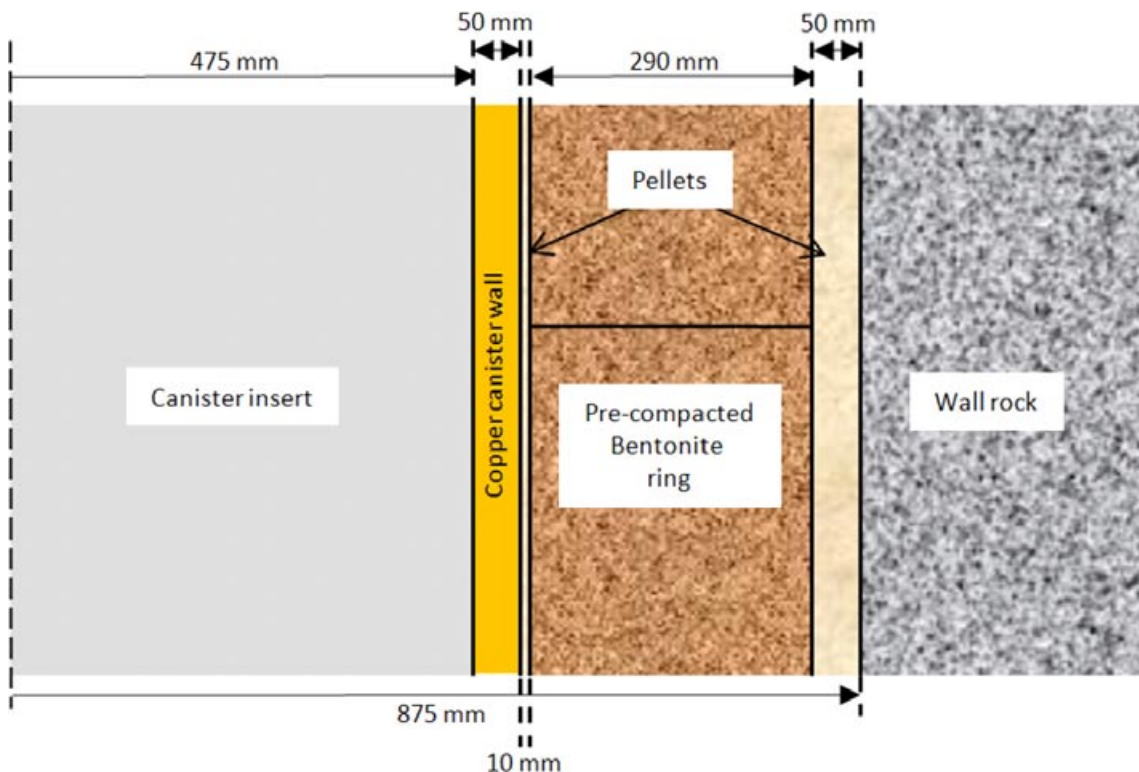 50 mm
50 mm
475 mm
290 mm
Pellets
Copper canister wall
Canister insert
Pre-compacted
Bentonite
ring
Wall rock
875 mm
10 mm